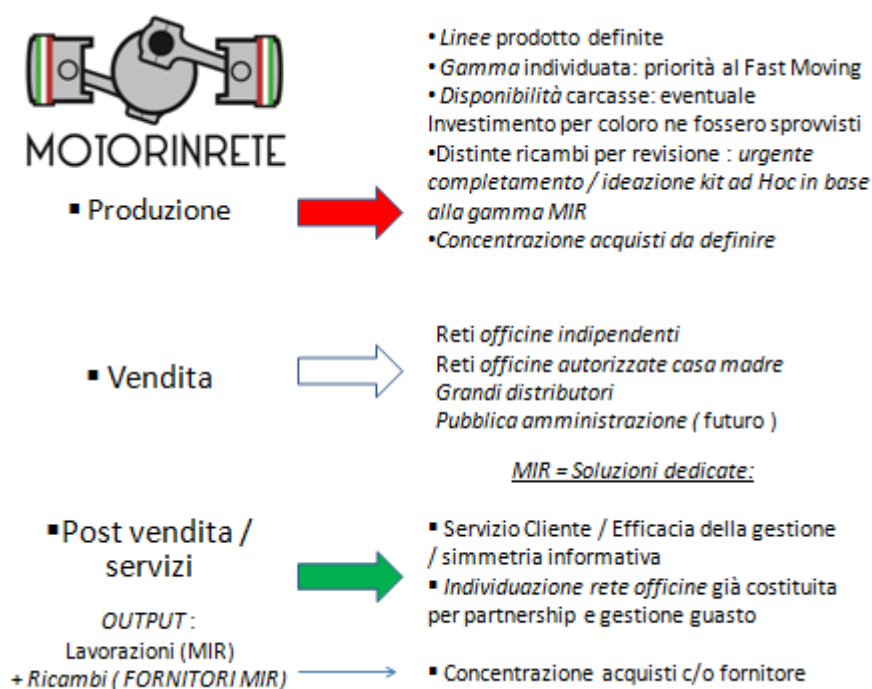 MOTORINRETE
▪ Produzione
•Linee prodotto definite
•Gamma individuata: priorità al Fast Moving
•Disponibilità carcasse: eventuale
Investimento per coloro ne fossero sprovvisti
•Distinte ricambi per revisione : urgente
completamento / ideazione kit ad Hoc in base
alla gamma MIR
•Concentrazione acquisti da definire
▪ Vendita
Reti officine indipendenti
Reti officine autorizzate casa madre
Grandi distributori
Pubblica amministrazione ( futuro )
MIR = Soluzioni dedicate:
▪Post vendita /
servizi
▪ Servizio Cliente / Efficacia della gestione
/ simmetria informativa
▪ Individuazione rete officine già costituita
per partnership e gestione guasto
OUTPUT :
Lavorazioni (MIR)
+ Ricambi ( FORNITORI MIR)
▪ Concentrazione acquisti c/o fornitore